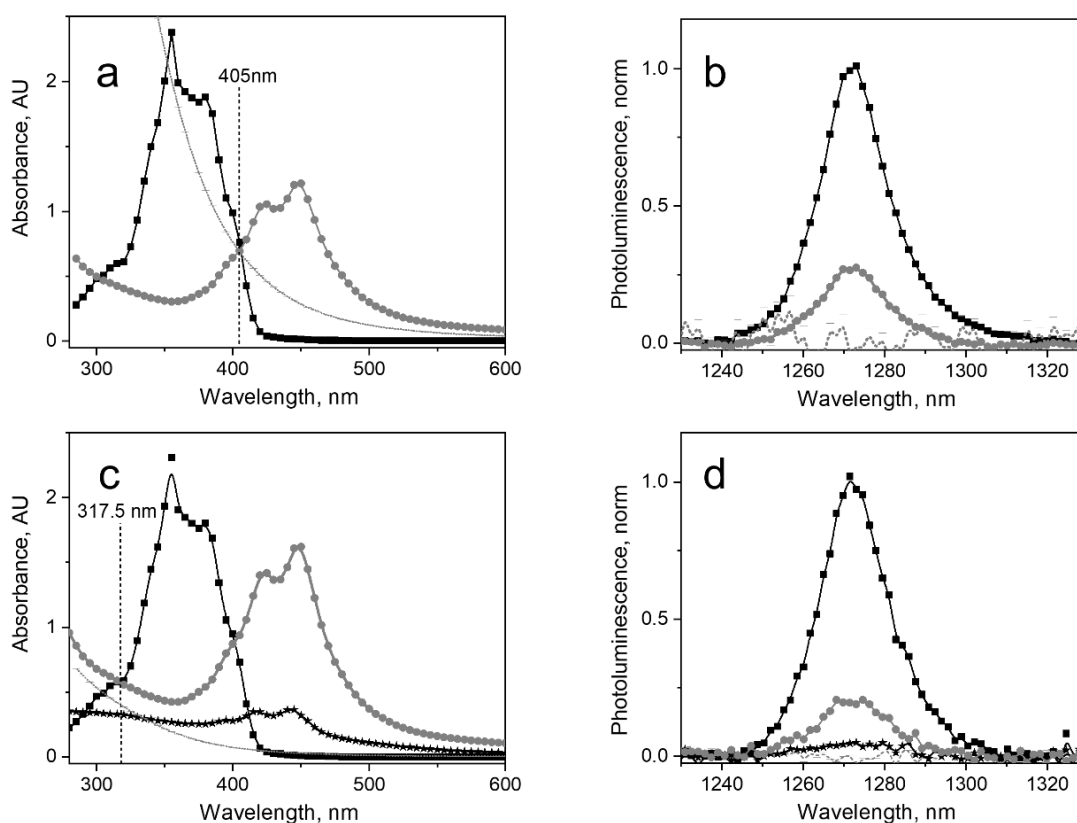 a
405nm
Absorbance, AU
2
1
0
300 400 500 600
Wavelength, nm
b
Photoluminescence, norm
1.0
0.5
0.0
1240 1260 1280 1300 1320
Wavelength, nm
c
317.5 nm
Absorbance, AU
2
1
0
300 400 500 600
Wavelength, nm
d
Photoluminescence, norm
1.0
0.5
0.0
1240 1260 1280 1300 1320
Wavelength, nm